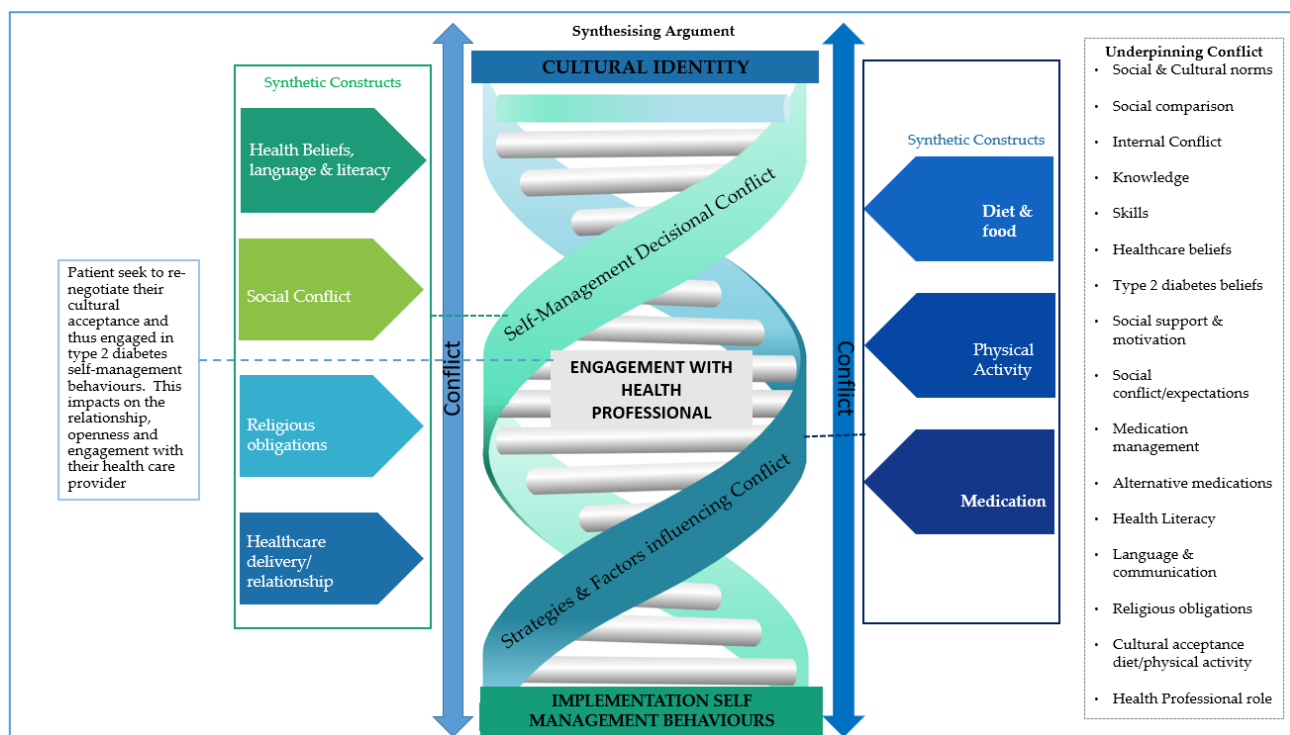 Synthesising Argument
CULTURAL IDENTITY
Synthetic Constructs
Health Beliefs,
language & literacy
Social Conflict
Religious
obligations
Healthcare
delivery/
relationship
Patient seek to re-
negotiate their
cultural
acceptance and
thus engaged in
type 2 diabetes
self-management
behaviours. This
impacts on the
relationship,
openness and
engagement with
their health care
provider
Conflict
Self-Management Decisional Conflict
ENGAGEMENT WITH
HEALTH
PROFESSIONAL
Strategies & Factors influencing Conflict
IMPLEMENTATION SELF
MANAGEMENT BEHAVIOURS
Conflict
Synthetic Constructs
Diet &
food
Physical
Activity
Medication
Underpinning Conflict
• Social & Cultural norms
• Social comparison
• Internal Conflict
• Knowledge
• Skills
• Healthcare beliefs
• Type 2 diabetes beliefs
• Social support &
motivation
• Social
conflict/expectations
• Medication
management
• Alternative medications
• Health Literacy
• Language &
communication
• Religious obligations
• Cultural acceptance
diet/physical activity
• Health Professional role